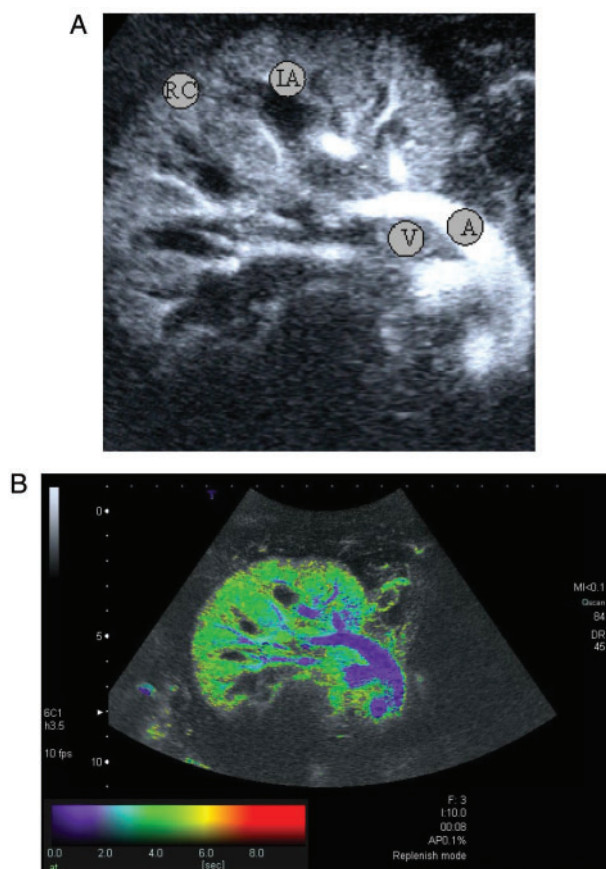 A
RC
IA
V
A
B
0
5
10
6C1
h3.5
10 fps
MI<0.1
Qscan
84
DR
45
F: 3
I:10.0
00:08
AP0.1%
Replenish mode
0.0 2.0 4.0 6.0 8.0
at [sec]